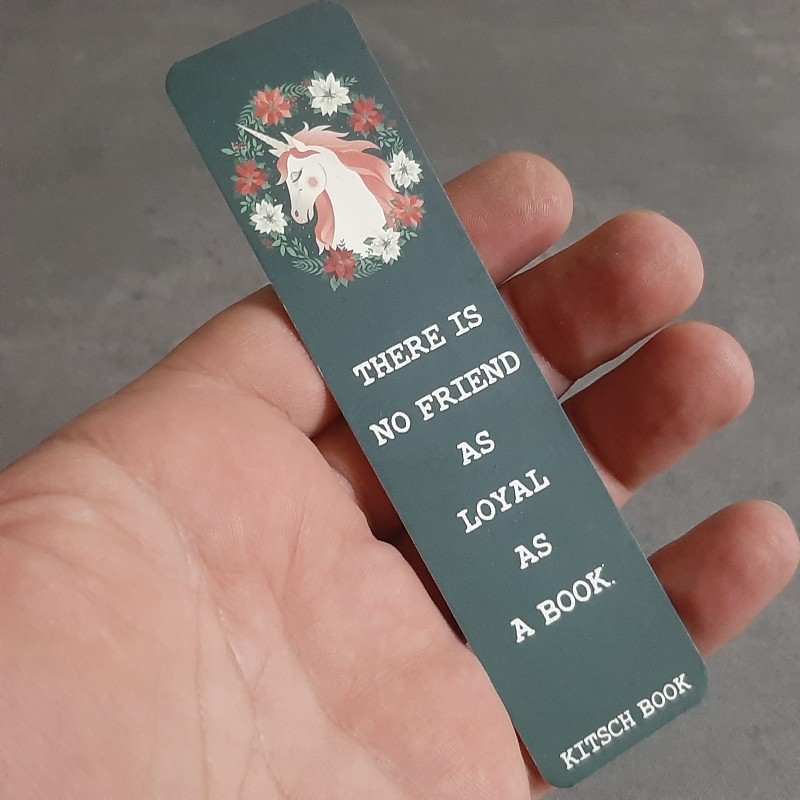 THERE IS
NO FRIEND
AS
LOYAL
AS
A BOOK.
KITSCH BOOK